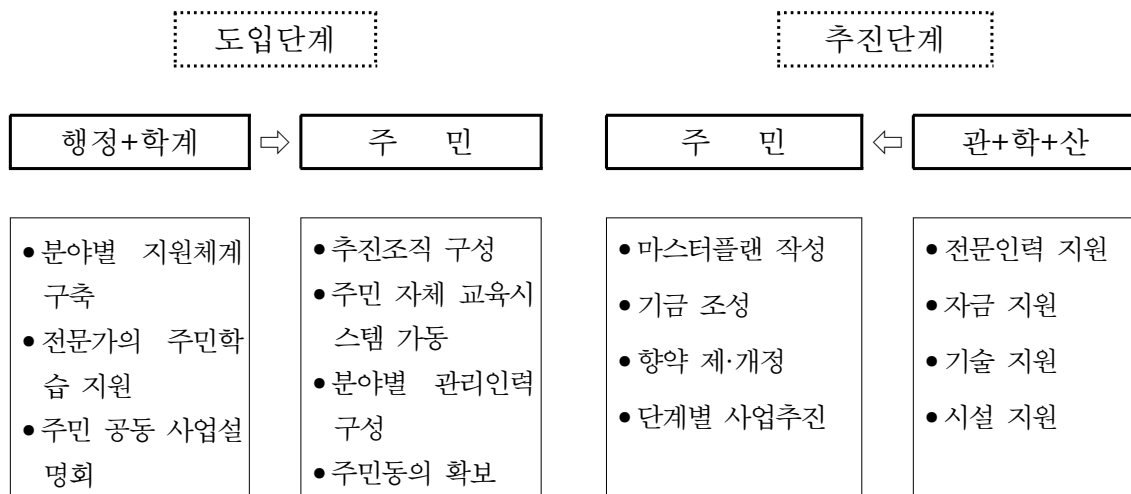 도입단계
추진단계
행정+학계 ⇨ 주 민
주 민 ⇦ 관+학+산
● 분야별 지원체계
구축
● 전문가의 주민학
습 지원
● 주민 공동 사업설
명회
● 추진조직 구성
● 주민 자체 교육시
스템 가동
● 분야별 관리인력
구성
● 주민동의 확보
● 마스터플랜 작성
● 기금 조성
● 향약 제·개정
● 단계별 사업추진
● 전문인력 지원
● 자금 지원
● 기술 지원
● 시설 지원